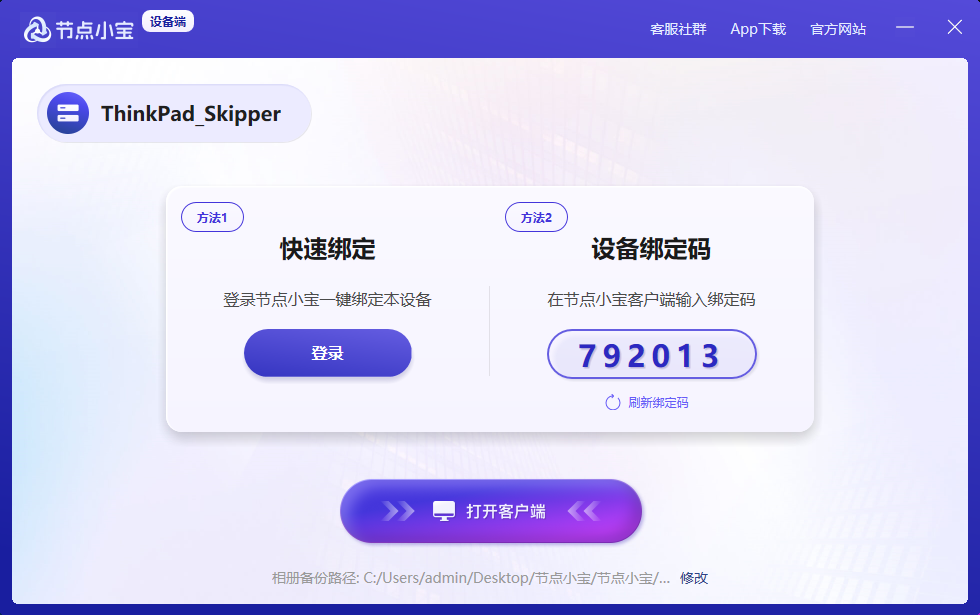 节点小宝 设备端
客服社群 App下载 官方网站
ThinkPad_Skipper
方法1
快速绑定
登录节点小宝一键绑定本设备
登录
方法2
设备绑定码
在节点小宝客户端输入绑定码
792013
刷新绑定码
打开客户端
相册备份路径: C:/Users/admin/Desktop/节点小宝/节点小宝/... 修改